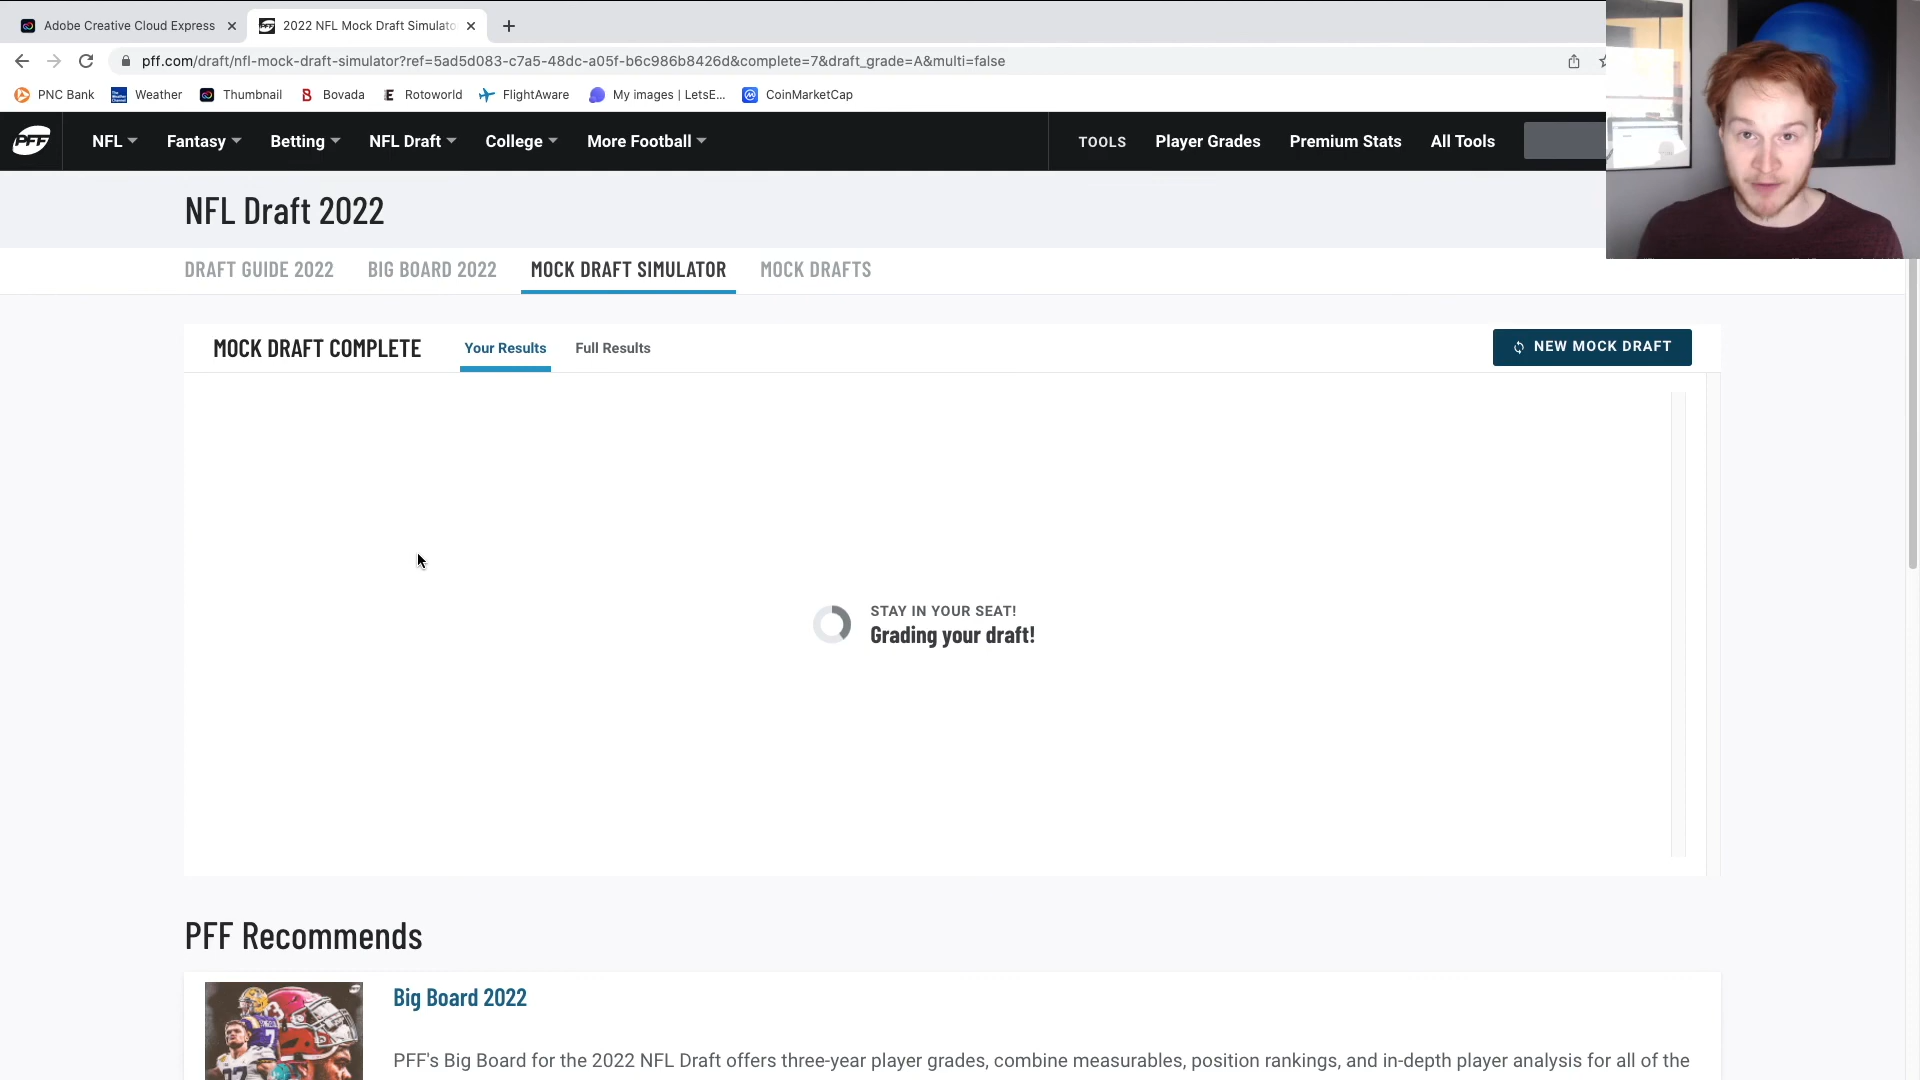 Adobe Creative Cloud Express
2022 NFL Mock Draft Simulato
pff.com/draft/nfl-mock-draft-simulator?ref=5ad5d083-c7a5-48dc-a05f-b6c986b8426d&complete=7&draft_grade=A&multi=false
PNC Bank
Weather
Thumbnail
B
Bovada
E
Rotoworld
FlightAware
My images | LetsE...
CoinMarketCap
PFF
NFL
Fantasy
Betting
NFL Draft
College
More Football
TOOLS
Player Grades
Premium Stats
All Tools
NFL Draft 2022
DRAFT GUIDE 2022
BIG BOARD 2022
MOCK DRAFT SIMULATOR
MOCK DRAFTS
MOCK DRAFT COMPLETE
Your Results
Full Results
NEW MOCK DRAFT
STAY IN YOUR SEAT!
Grading your draft!
PFF Recommends
Big Board 2022
PFF's Big Board for the 2022 NFL Draft offers three-year player grades, combine measurables, position rankings, and in-depth player analysis for all of the